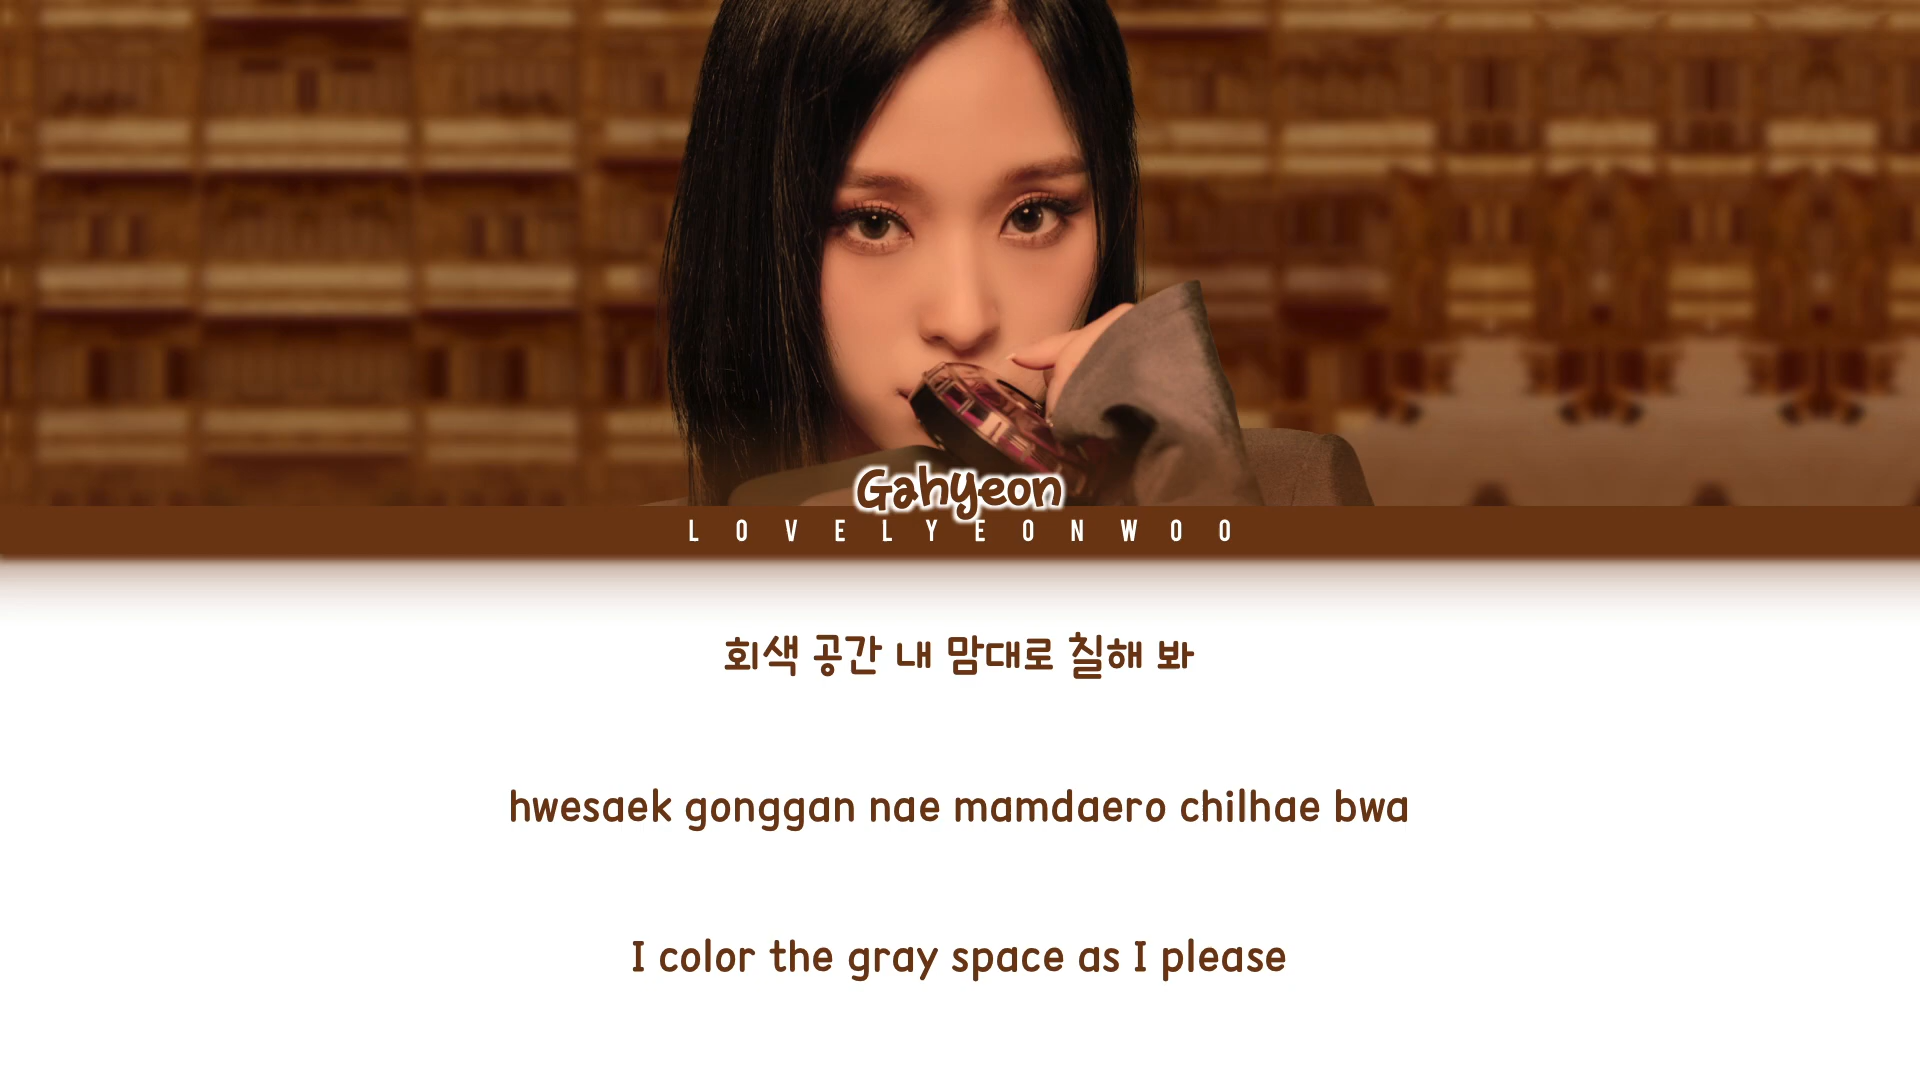 Gahyeon
LOVELYEONWOO
회색 공간 내 맘대로 칠해 봐
hwesaek gonggan nae mamdaero chilhae bwa
I color the gray space as I please